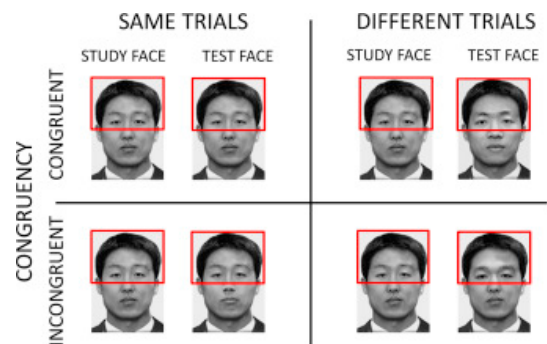 SAME TRIALS
DIFFERENT TRIALS
STUDY FACE
TEST FACE
STUDY FACE
TEST FACE
CONGRUENCY
CONGRUENT
INCONGRUENT